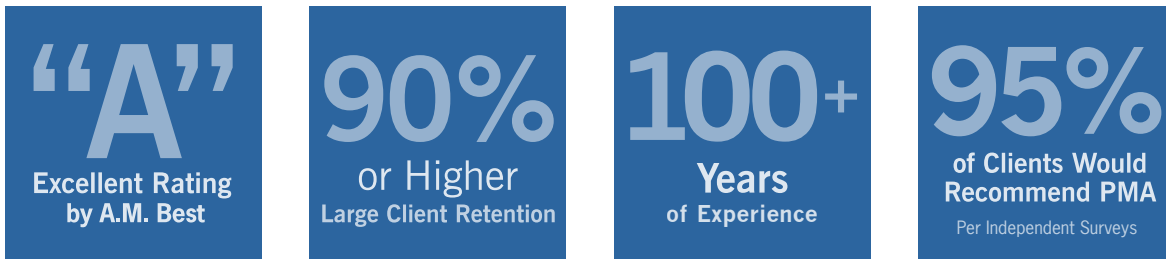 “A”
Excellent Rating
by A.M. Best
90%
or Higher
Large Client Retention
100+
Years
of Experience
95%
of Clients Would
Recommend PMA
Per Independent Surveys